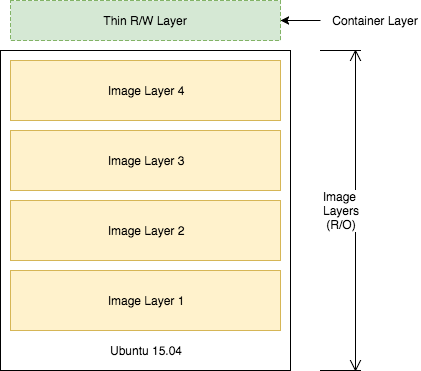 Thin R/W Layer
Container Layer
Image Layer 4
Image Layer 3
Image Layer 2
Image Layer 1
Ubuntu 15.04
Image
Layers
(R/O)